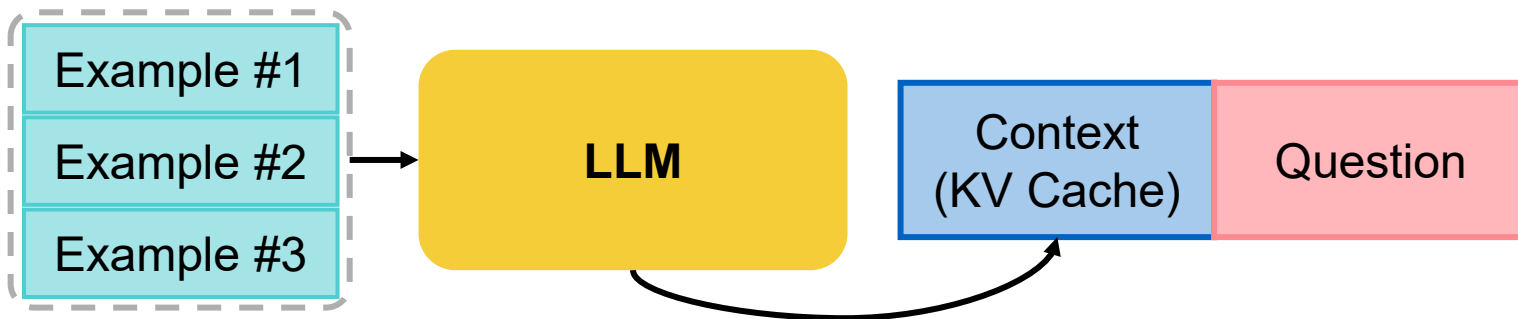 Example #1
Example #2
Example #3
LLM
Context
(KV Cache)
Question